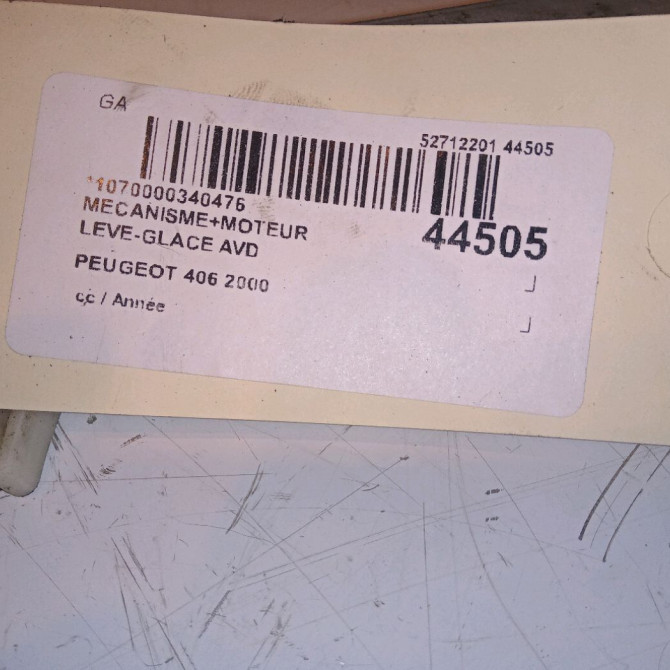 GA
52712201 44505
*1070000340476
MECANISME+MOTEUR
LEVE-GLACE AVD
44505
PEUGEOT 406 2000
cc / Année